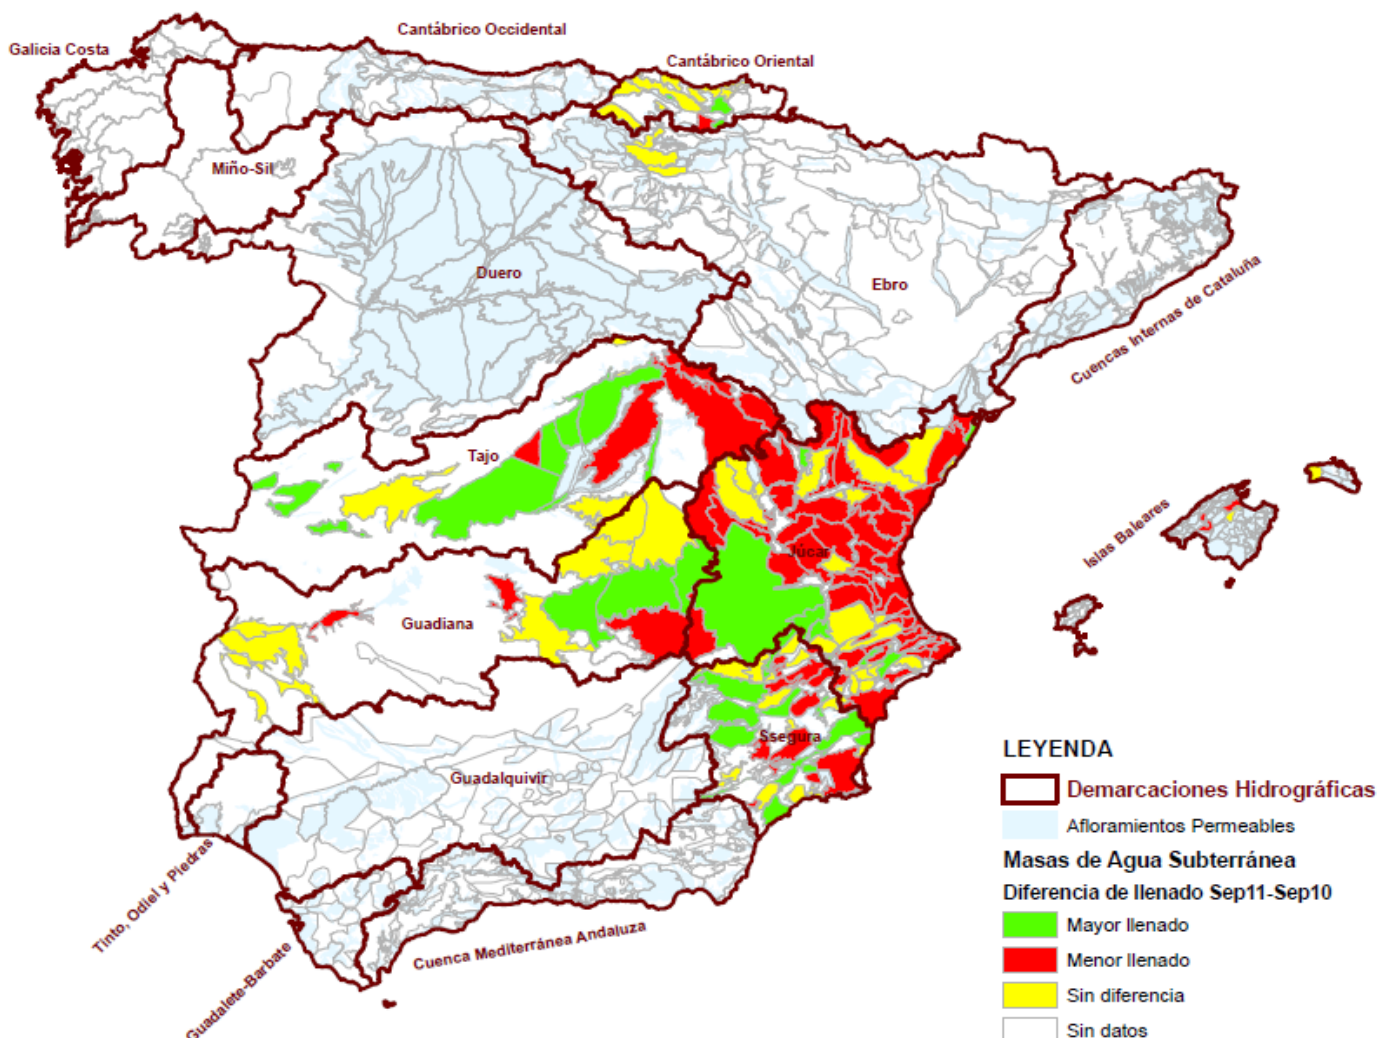 Cantábrico Occidental
Galicia Costa
Cantábrico Oriental
Miño-Sil
Duero
Ebro
Cuencas Internas de Cataluña
Tajo
Islas Baleares
Júcar
Guadiana
Ssegura
Guadalquivir
Tinto, Odiel y Piedras
Guadalete-Barbate
Cuenca Mediterránea Andaluza
LEYENDA
Demarcaciones Hidrográficas
Afloramientos Permeables
Masas de Agua Subterránea
Diferencia de llenado Sep11-Sep10
Mayor llenado
Menor llenado
Sin diferencia
Sin datos